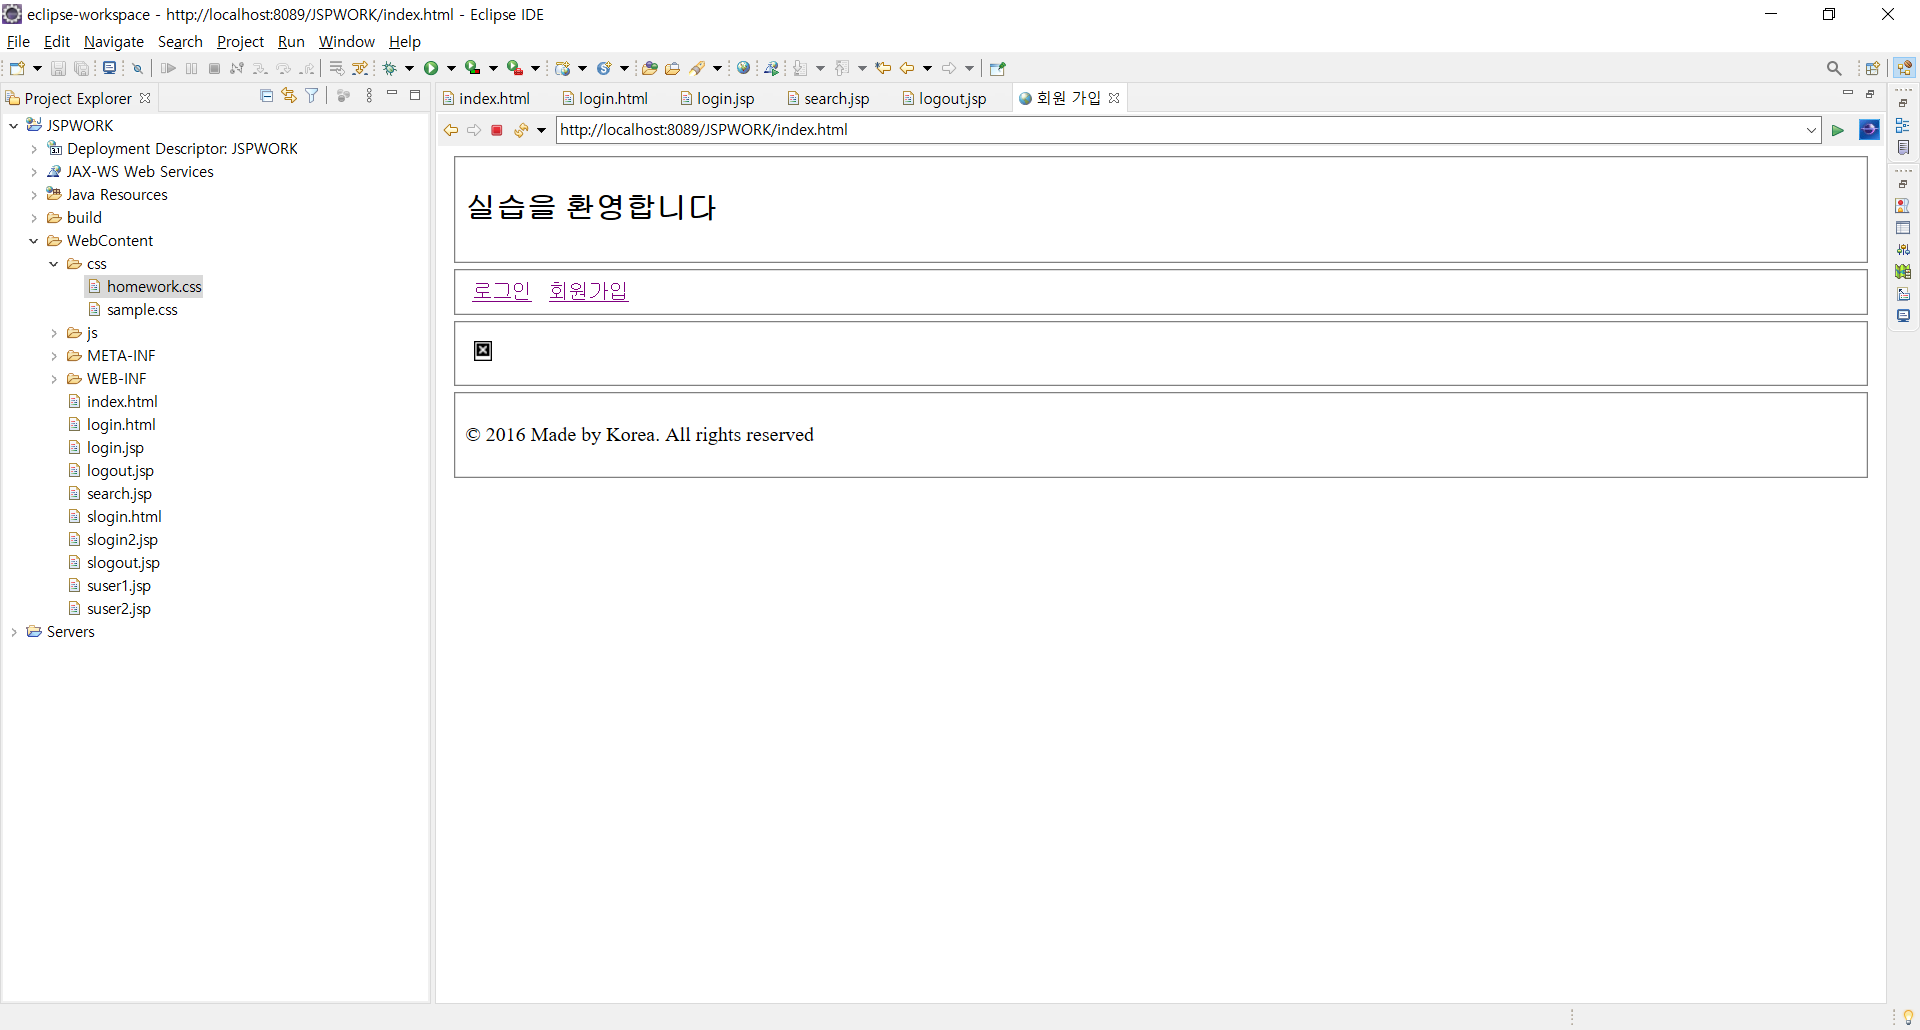 eclipse-workspace - http://localhost:8089/JSPWORK/index.html - Eclipse IDE
File Edit Navigate Search Project Run Window Help
Project Explorer
index.html login.html login.jsp search.jsp logout.jsp 회원 가입
http://localhost:8089/JSPWORK/index.html
JSPWORK
Deployment Descriptor: JSPWORK
JAX-WS Web Services
Java Resources
build
WebContent
css
homework.css
sample.css
js
META-INF
WEB-INF
index.html
login.html
login.jsp
logout.jsp
search.jsp
slogin.html
slogin2.jsp
slogout.jsp
suser1.jsp
suser2.jsp
Servers
실습을 환영합니다
로그인 회원가입
© 2016 Made by Korea. All rights reserved